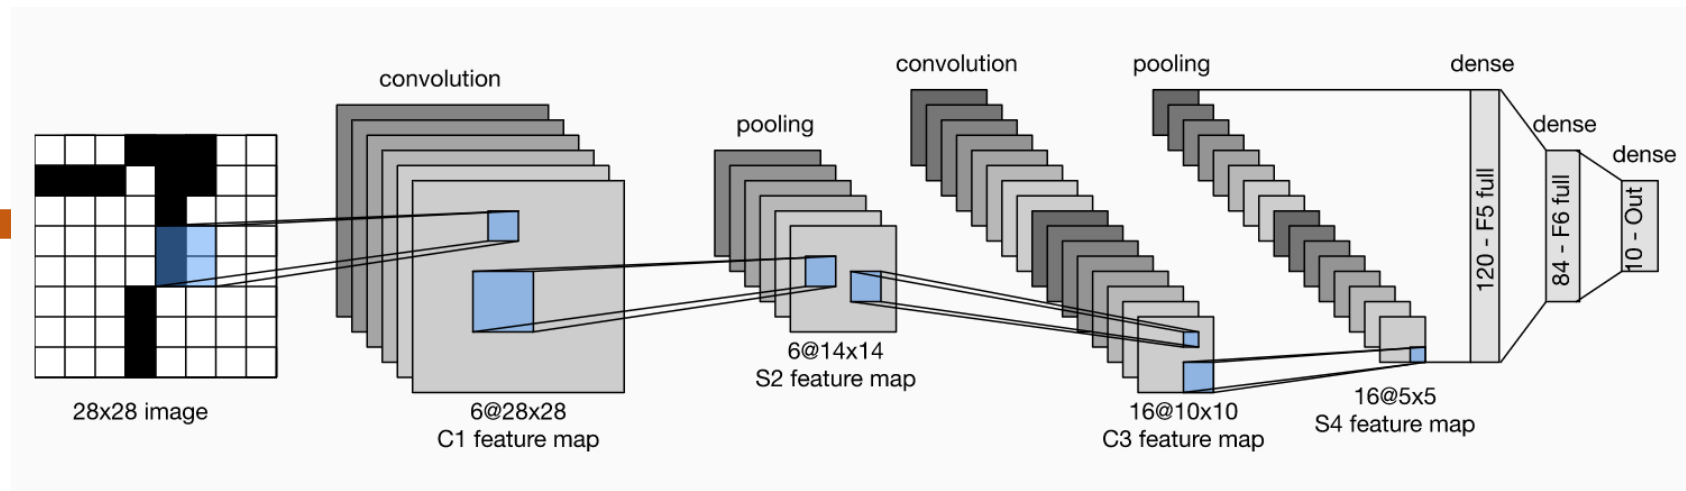 convolution
pooling
convolution
pooling
dense
dense
dense
28x28 image
6@28x28
C1 feature map
6@14x14
S2 feature map
16@10x10
C3 feature map
16@5x5
S4 feature map
120 - F5 full
84 - F6 full
10 - Out